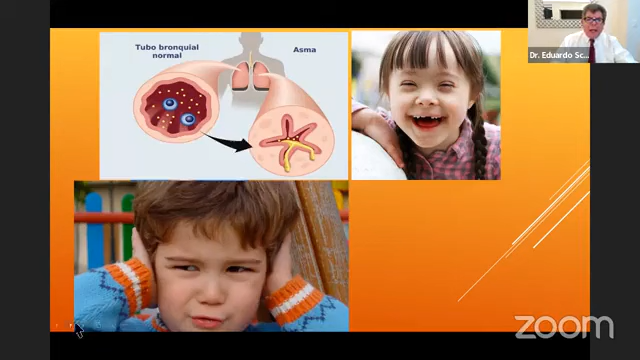 Tubo bronquial
normal
Asma
Dr. Eduardo Sc...
zoom